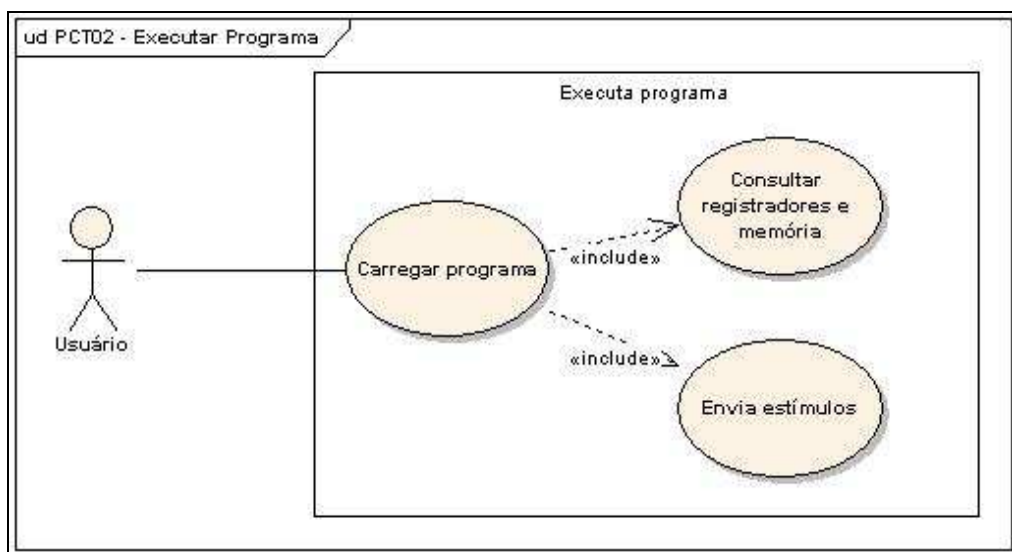 ud PCT02 - Executar Programa
Executa programa
Consultar
registradores e
memória
«include»
Carregar programa
Usuário
«include»
Envia estímulos